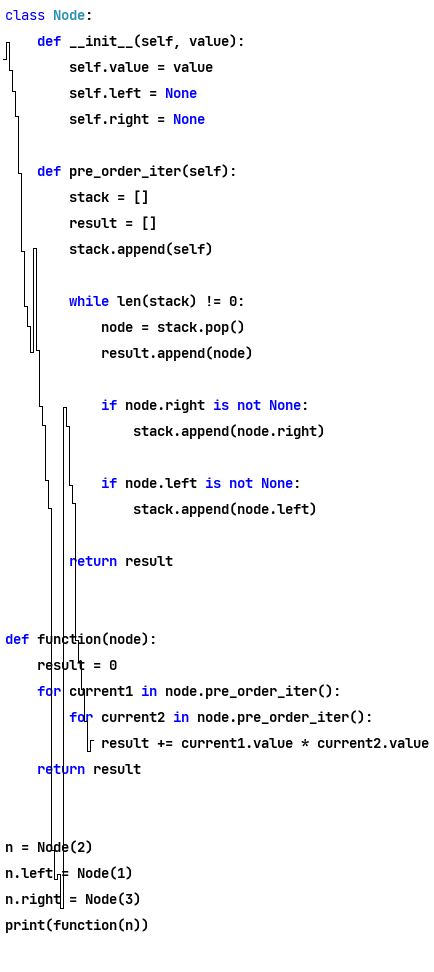 class Node:
    def __init__(self, value):
        self.value = value
        self.left = None
        self.right = None
    def pre_order_iter(self):
        stack = []
        result = []
        stack.append(self)
        while len(stack) != 0:
            node = stack.pop()
            result.append(node)
            if node.right is not None:
                stack.append(node.right)
            if node.left is not None:
                stack.append(node.left)
        return result
def function(node):
    result = 0
    for current1 in node.pre_order_iter():
        for current2 in node.pre_order_iter():
            result += current1.value * current2.value
    return result
n = Node(2)
n.left = Node(1)
n.right = Node(3)
print(function(n))